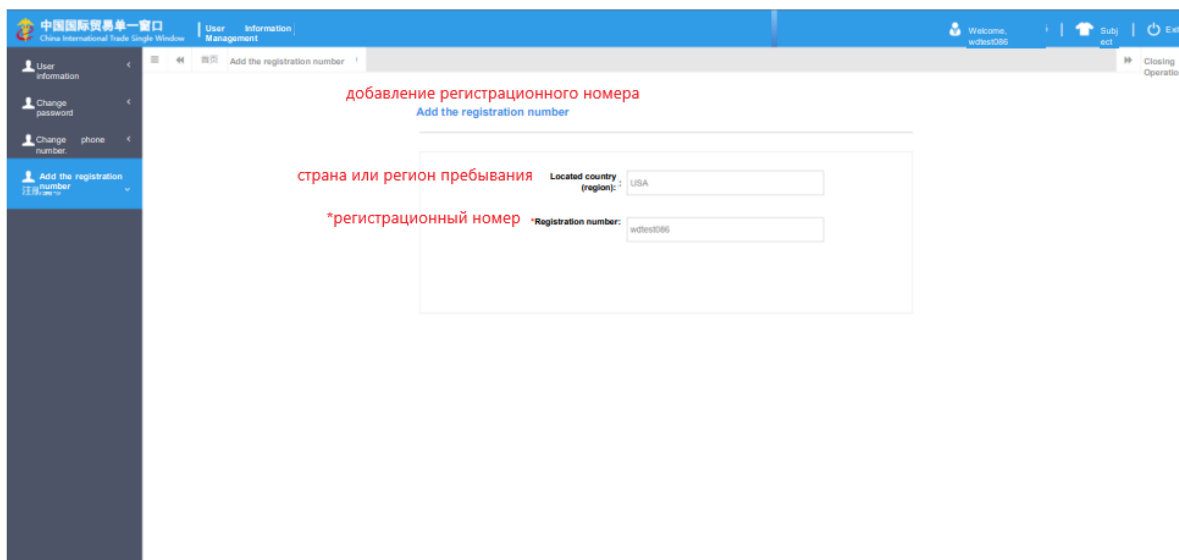 中国国际贸易单一窗口
China International Trade Single Window
User Information
Management
Welcome,
wdtest086
Subj
ect
Exit
User
information
Change
password
Change phone
number.
Add the registration
number
注册
首页
Add the registration number
Closing
Operatio
добавление регистрационного номера
Add the registration number
страна или регион пребывания
Located country
(region):
USA
*регистрационный номер
*Registration number:
wdtest086